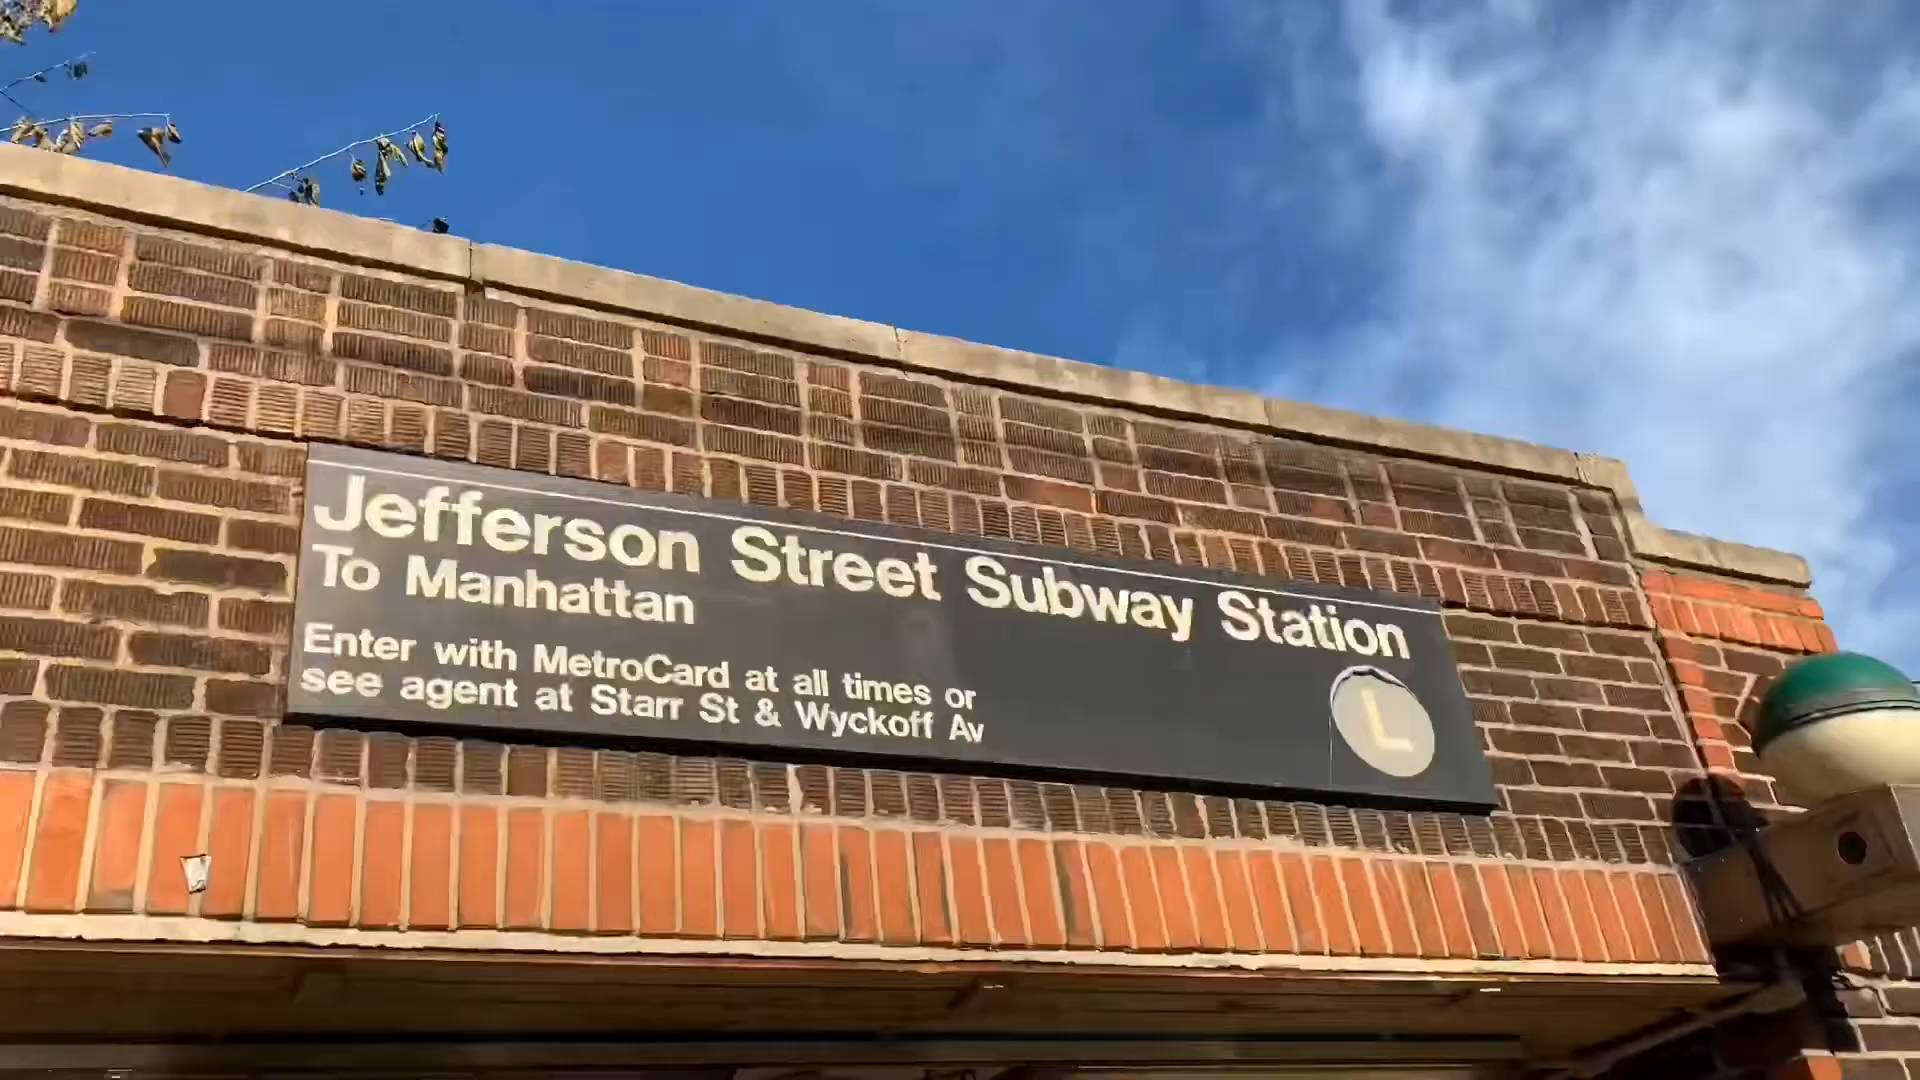 Jefferson Street Subway Station
To Manhattan
Enter with MetroCard at all times or
see agent at Starr St & Wyckoff Av
L